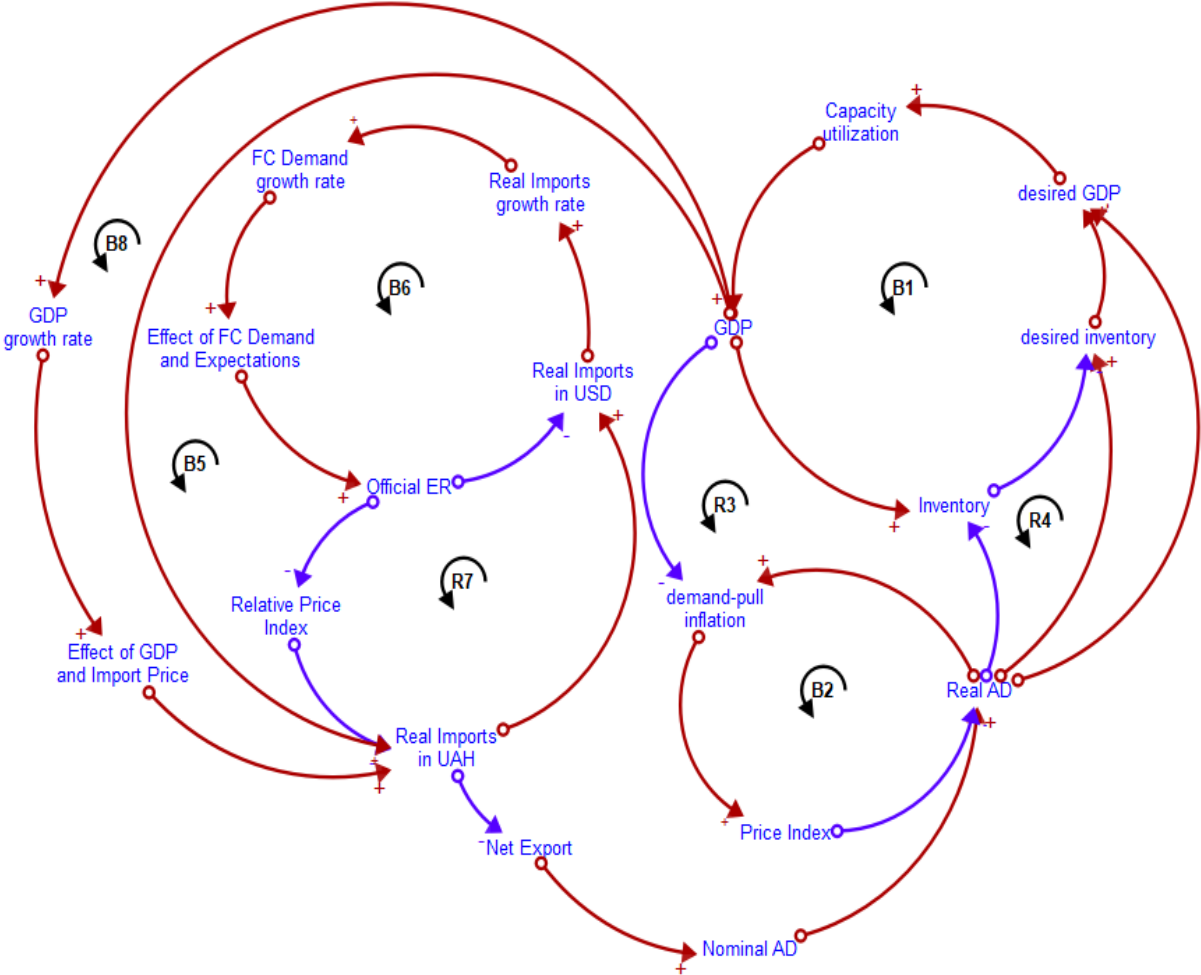 Capacity
utilization
+
desired GDP
+
FC Demand
growth rate
+
Real Imports
growth rate
+
B8
B6
B1
+
GDP
growth rate
+
Effect of FC Demand
and Expectations
+
GDP
desired inventory
+
-
Real Imports
in USD
-
+
B5
Official ER
+
R3
Inventory
+
-
R4
-
Relative Price
Index
R7
-
+
demand-pull
inflation
+
Effect of GDP
and Import Price
B2
Real AD
-
+
Real Imports
in UAH
-
+
+
+
Price Index
-
Net Export
Nominal AD
+